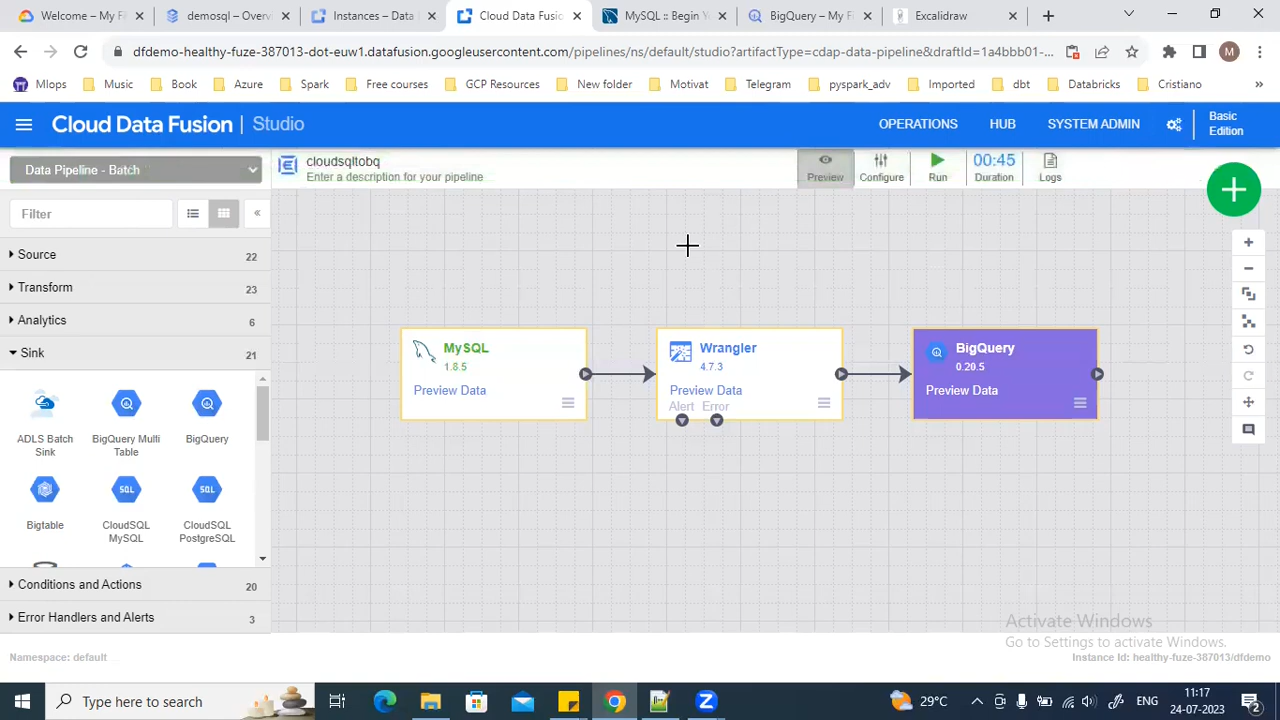 Welcome – My Fi
demosql – Overv
Instances – Data
Cloud Data Fusio
MySQL :: Begin Yo
BigQuery – My Fi
Excalidraw
dfdemo-healthy-fuze-387013-dot-euw1.datafusion.googleusercontent.com/pipelines/ns/default/studio?artifactType=cdap-data-pipeline&draftId=1a4bbb01-...
M
Mlops
Music
Book
Azure
Spark
Free courses
GCP Resources
New folder
Motivat
Telegram
pyspark_adv
Imported
dbt
Databricks
Cristiano
»
Cloud Data Fusion | Studio
OPERATIONS
HUB
SYSTEM ADMIN
Basic
Edition
Data Pipeline - Batch
cloudsqltobq
Enter a description for your pipeline
Preview
Configure
Run
00:45
Duration
Logs
Filter
«
Source 22
Transform 23
Analytics 6
Sink 21
ADLS Batch
Sink
BigQuery Multi
Table
BigQuery
Bigtable
SQL
CloudSQL
MySQL
SQL
CloudSQL
PostgreSQL
Conditions and Actions 20
Error Handlers and Alerts 3
MySQL
1.8.5
Preview Data
Wrangler
4.7.3
Preview Data
Alert Error
BigQuery
0.20.5
Preview Data
Activate Windows
Go to Settings to activate Windows.
Namespace: default
Instance Id: healthy-fuze-387013/dfdemo
Type here to search
29°C
ENG
11:17
24-07-2023
2